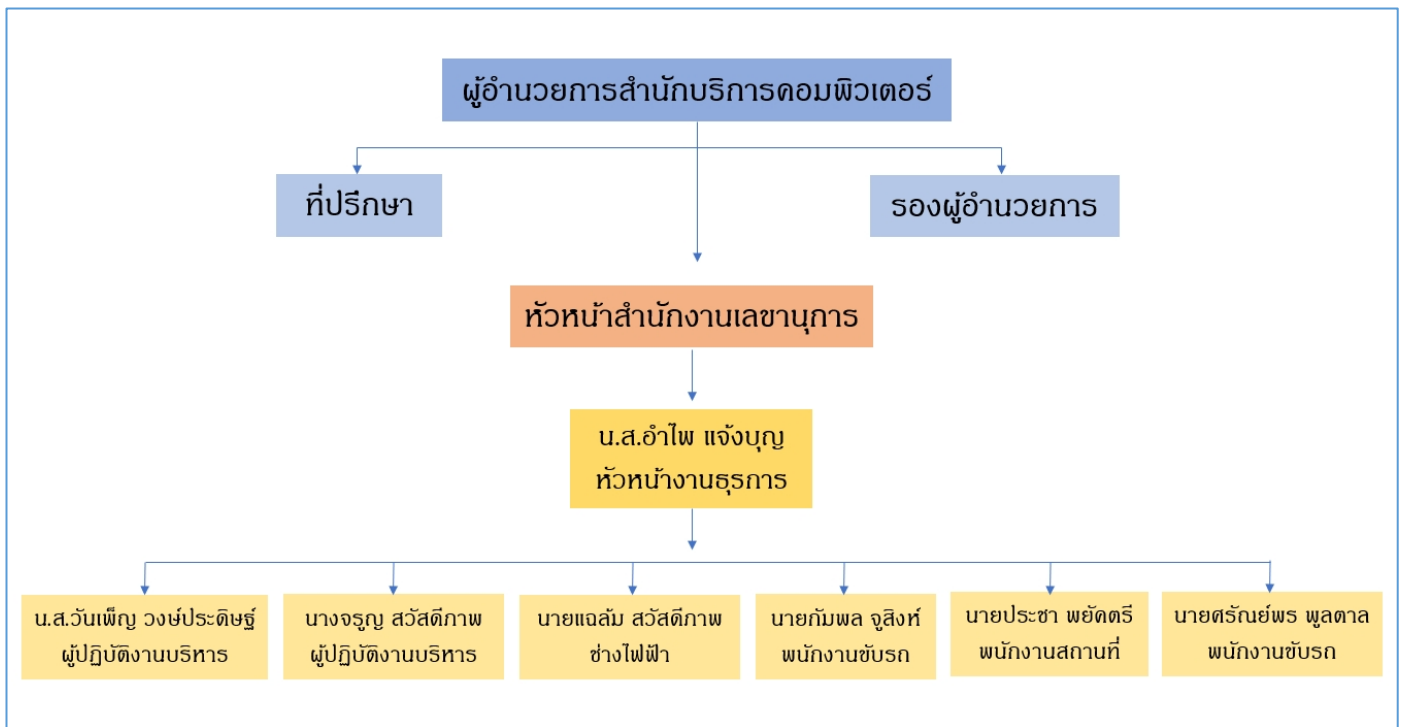 ผู้อำนวยการสำนักบริการคอมพิวเตอร์
ที่ปรึกษา
รองผู้อำนวยการ
หัวหน้าสำนักงานเลขานุการ
น.ส.อำไพ แจ้งบุญ
หัวหน้างานธุรการ
น.ส.วันเพ็ญ วงษ์ประดิษฐ์
ผู้ปฏิบัติงานบริหาร
นางจรูญ สวัสดีภาพ
ผู้ปฏิบัติงานบริหาร
นายแฉล้ม สวัสดีภาพ
ช่างไฟฟ้า
นายกัมพล จูสิงห์
พนักงานขับรถ
นายประชา พยัคตรี
พนักงานสถานที่
นายศรัณย์พร พูลตาล
พนักงานขับรถ